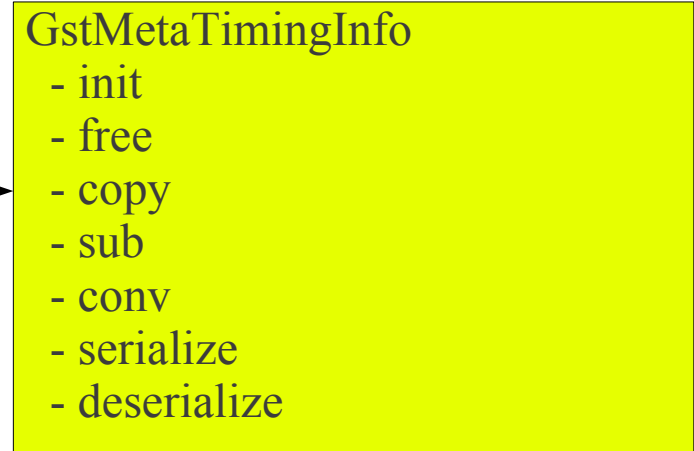 GstMetaTimingInfo
- init
- free
- copy
- sub
- conv
- serialize
- deserialize